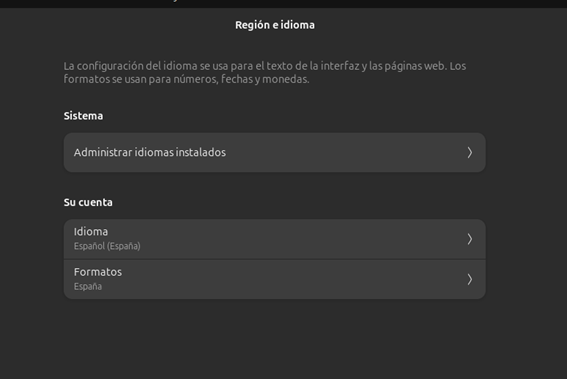 Región e idioma
La configuración del idioma se usa para el texto de la interfaz y las páginas web. Los
formatos se usan para números, fechas y monedas.
Sistema
Administrar idiomas instalados
Su cuenta
Idioma
Español (España)
Formatos
España